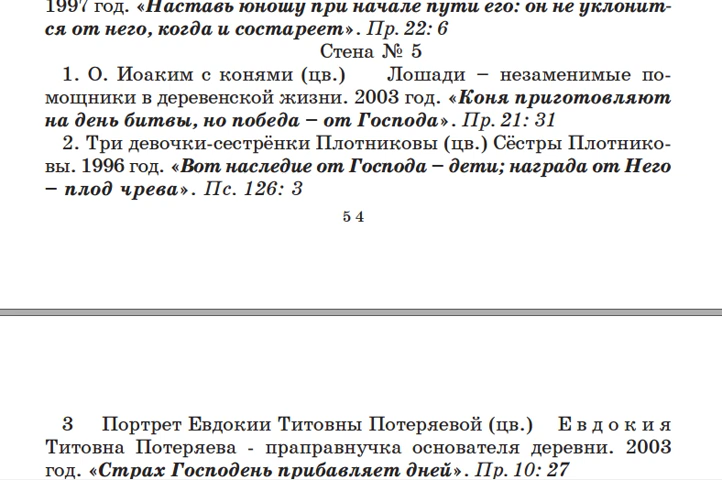 1997 год. «Наставь юношу при начале пути его: он не уклонит-
ся от него, когда и состареет». Пр. 22: 6
Стена № 5
1. О. Иоаким с конями (цв.) Лошади – незаменимые по-
мощники в деревенской жизни. 2003 год. «Коня приготовляют
на день битвы, но победа – от Господа». Пр. 21: 31
2. Три девочки-сестрёнки Плотниковы (цв.) Сёстры Плотнико-
вы. 1996 год. «Вот наследие от Господа – дети; награда от Него
– плод чрева». Пс. 126: 3
54
3 Портрет Евдокии Титовны Потеряевой (цв.) Евдокия
Титовна Потеряева - праправнучка основателя деревни. 2003
год. «Страх Господень прибавляет дней». Пр. 10: 27